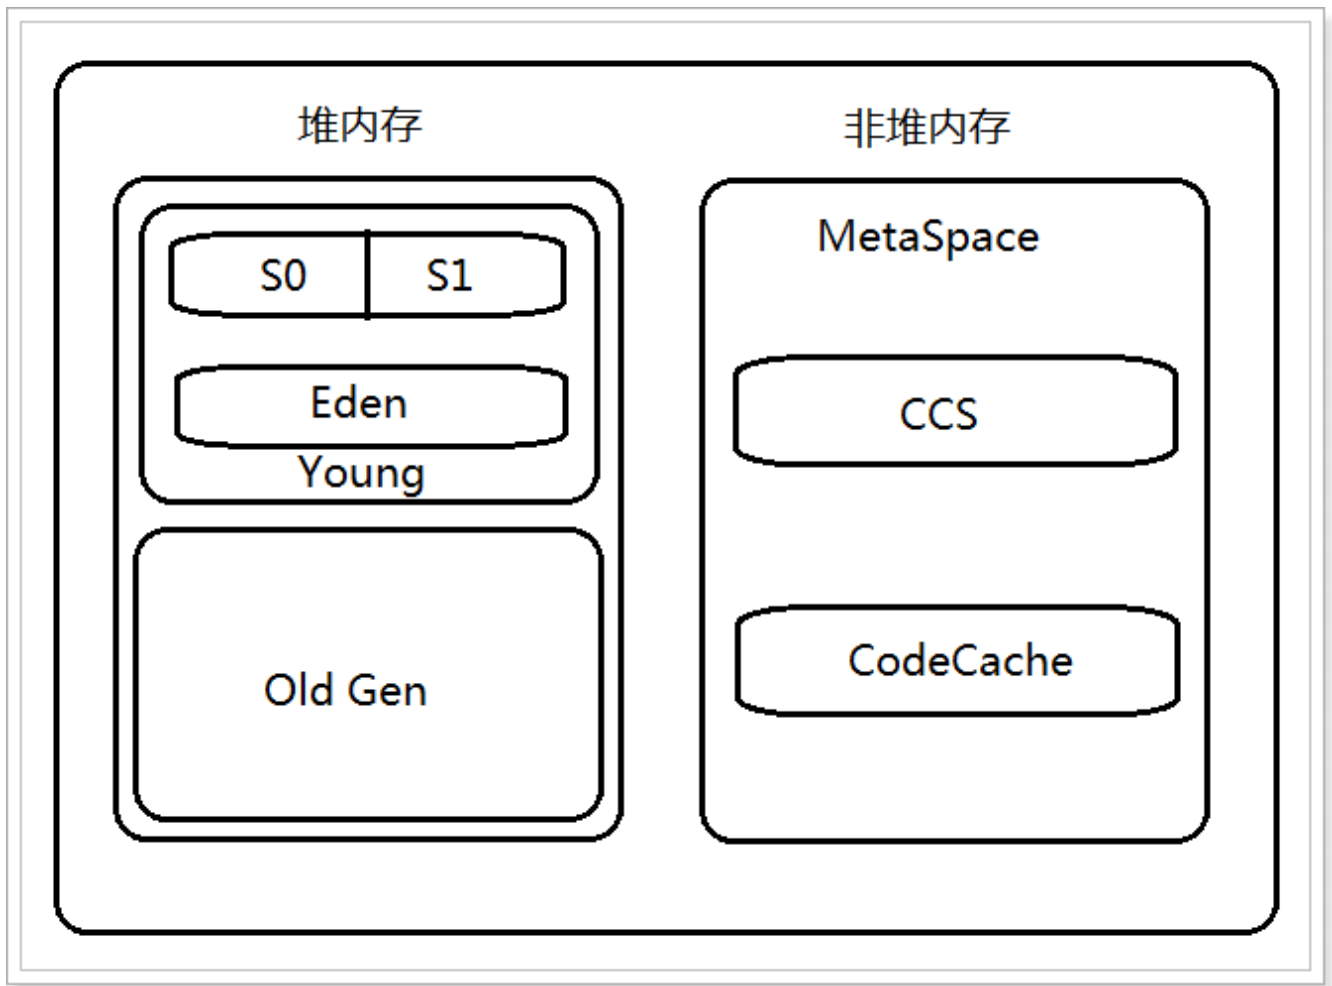 堆内存
S0 S1
Eden
Young
Old Gen
非堆内存
MetaSpace
CCS
CodeCache